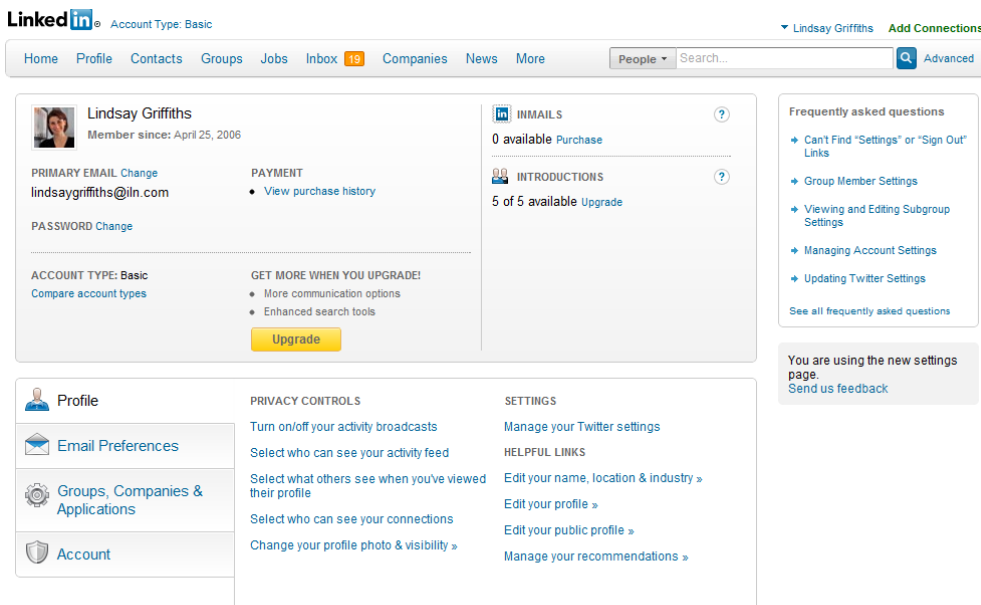 Linked in® Account Type: Basic
Lindsay Griffiths Add Connections
Home Profile Contacts Groups Jobs Inbox 19 Companies News More People Search... Advanced
Lindsay Griffiths
Member since: April 25, 2006
PRIMARY EMAIL Change
lindsaygriffiths@iln.com
PASSWORD Change
PAYMENT
• View purchase history
ACCOUNT TYPE: Basic
Compare account types
GET MORE WHEN YOU UPGRADE!
• More communication options
• Enhanced search tools
Upgrade
in INMAILS ?
0 available Purchase
INTRODUCTIONS ?
5 of 5 available Upgrade
Frequently asked questions
Can't Find "Settings" or "Sign Out"
Links
Group Member Settings
Viewing and Editing Subgroup
Settings
Managing Account Settings
Updating Twitter Settings
See all frequently asked questions
You are using the new settings
page.
Send us feedback
Profile
Email Preferences
Groups, Companies &
Applications
Account
PRIVACY CONTROLS
Turn on/off your activity broadcasts
Select who can see your activity feed
Select what others see when you've viewed
their profile
Select who can see your connections
Change your profile photo & visibility »
SETTINGS
Manage your Twitter settings
HELPFUL LINKS
Edit your name, location & industry »
Edit your profile »
Edit your public profile »
Manage your recommendations »